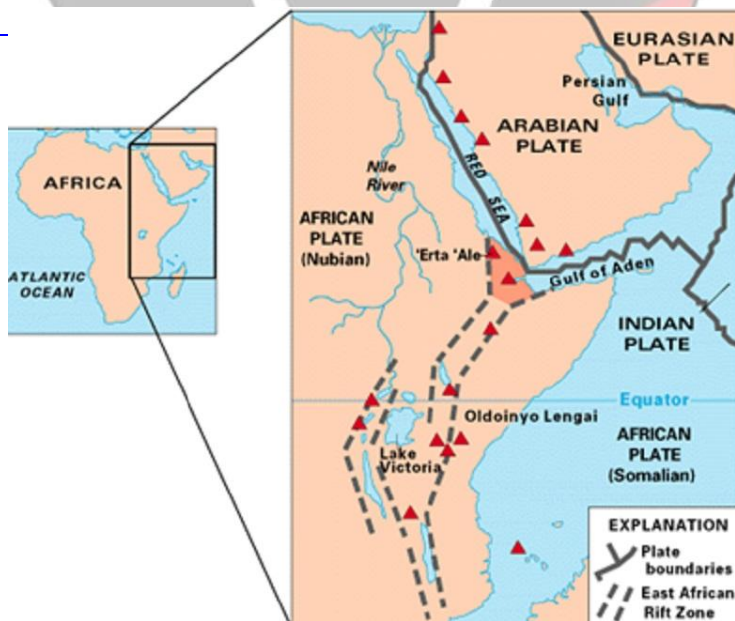 AFRICA
ATLANTIC
OCEAN
EURASIAN
PLATE
Persian
Gulf
ARABIAN
PLATE
RED
SEA
Nile
River
AFRICAN
PLATE
(Nubian)
'Erta 'Ale
Gulf of Aden
INDIAN
PLATE
Equator
Oldoinyo Lengai
Lake
Victoria
AFRICAN
PLATE
(Somalian)
EXPLANATION
Plate
boundaries
East African
Rift Zone